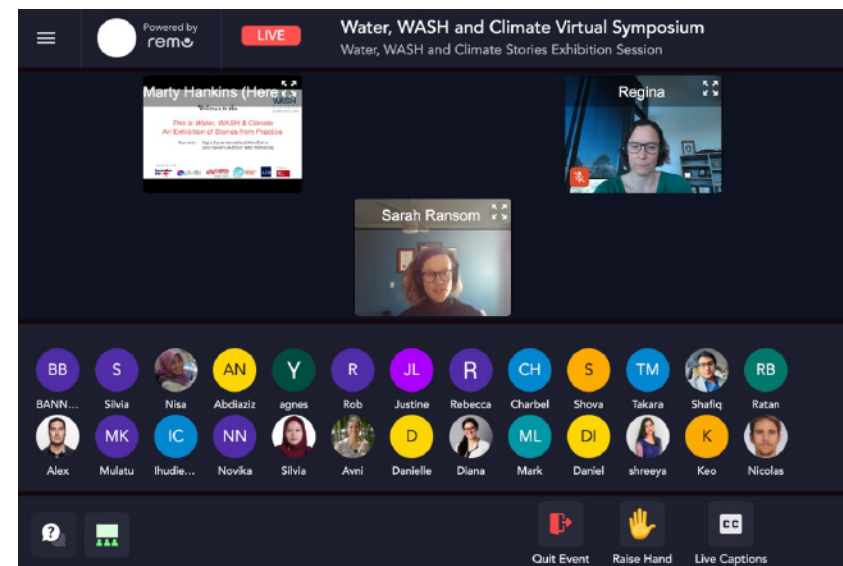 Powered by
remo
LIVE
Water, WASH and Climate Virtual Symposium
Water, WASH and Climate Stories Exhibition Session
Marty Hankins (Here
WASH
Welcome to the
This is Water, WASH & Climate
An Exhibition of Stories from Practice
Regina
Sarah Ransom
BB S AN Y R JL R CH S TM RB
BANN... Silvia Nisa Abdiaziz agnes Rob Justine Rebecca Charbel Shova Takara Shafiq Ratan
MK IC NN D ML DI K
Alex Mulatu Ihudie... Novika Silvia Avni Danielle Diana Mark Daniel shreeya Keo Nicolas
?
CC
Quit Event Raise Hand Live Captions